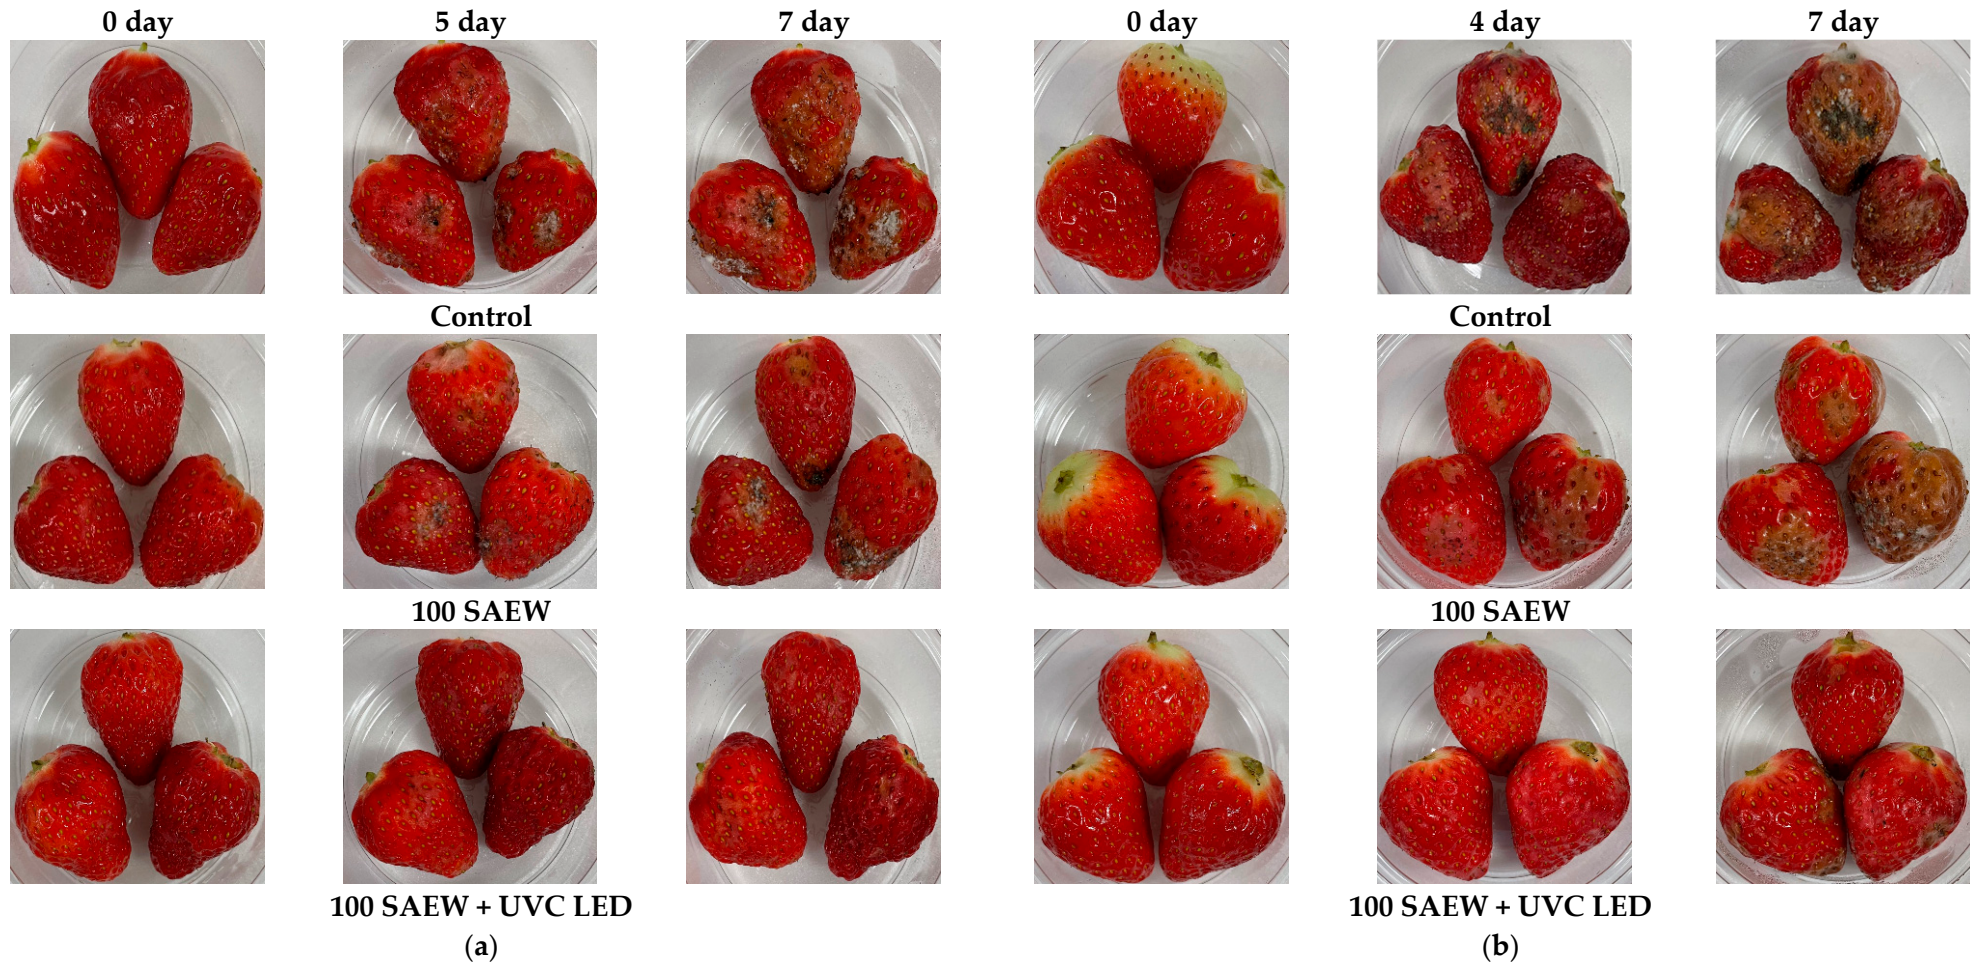 0 day 5 day 7 day 0 day 4 day 7 day
Control Control
100 SAEW 100 SAEW
100 SAEW + UVC LED 100 SAEW + UVC LED
(a) (b)